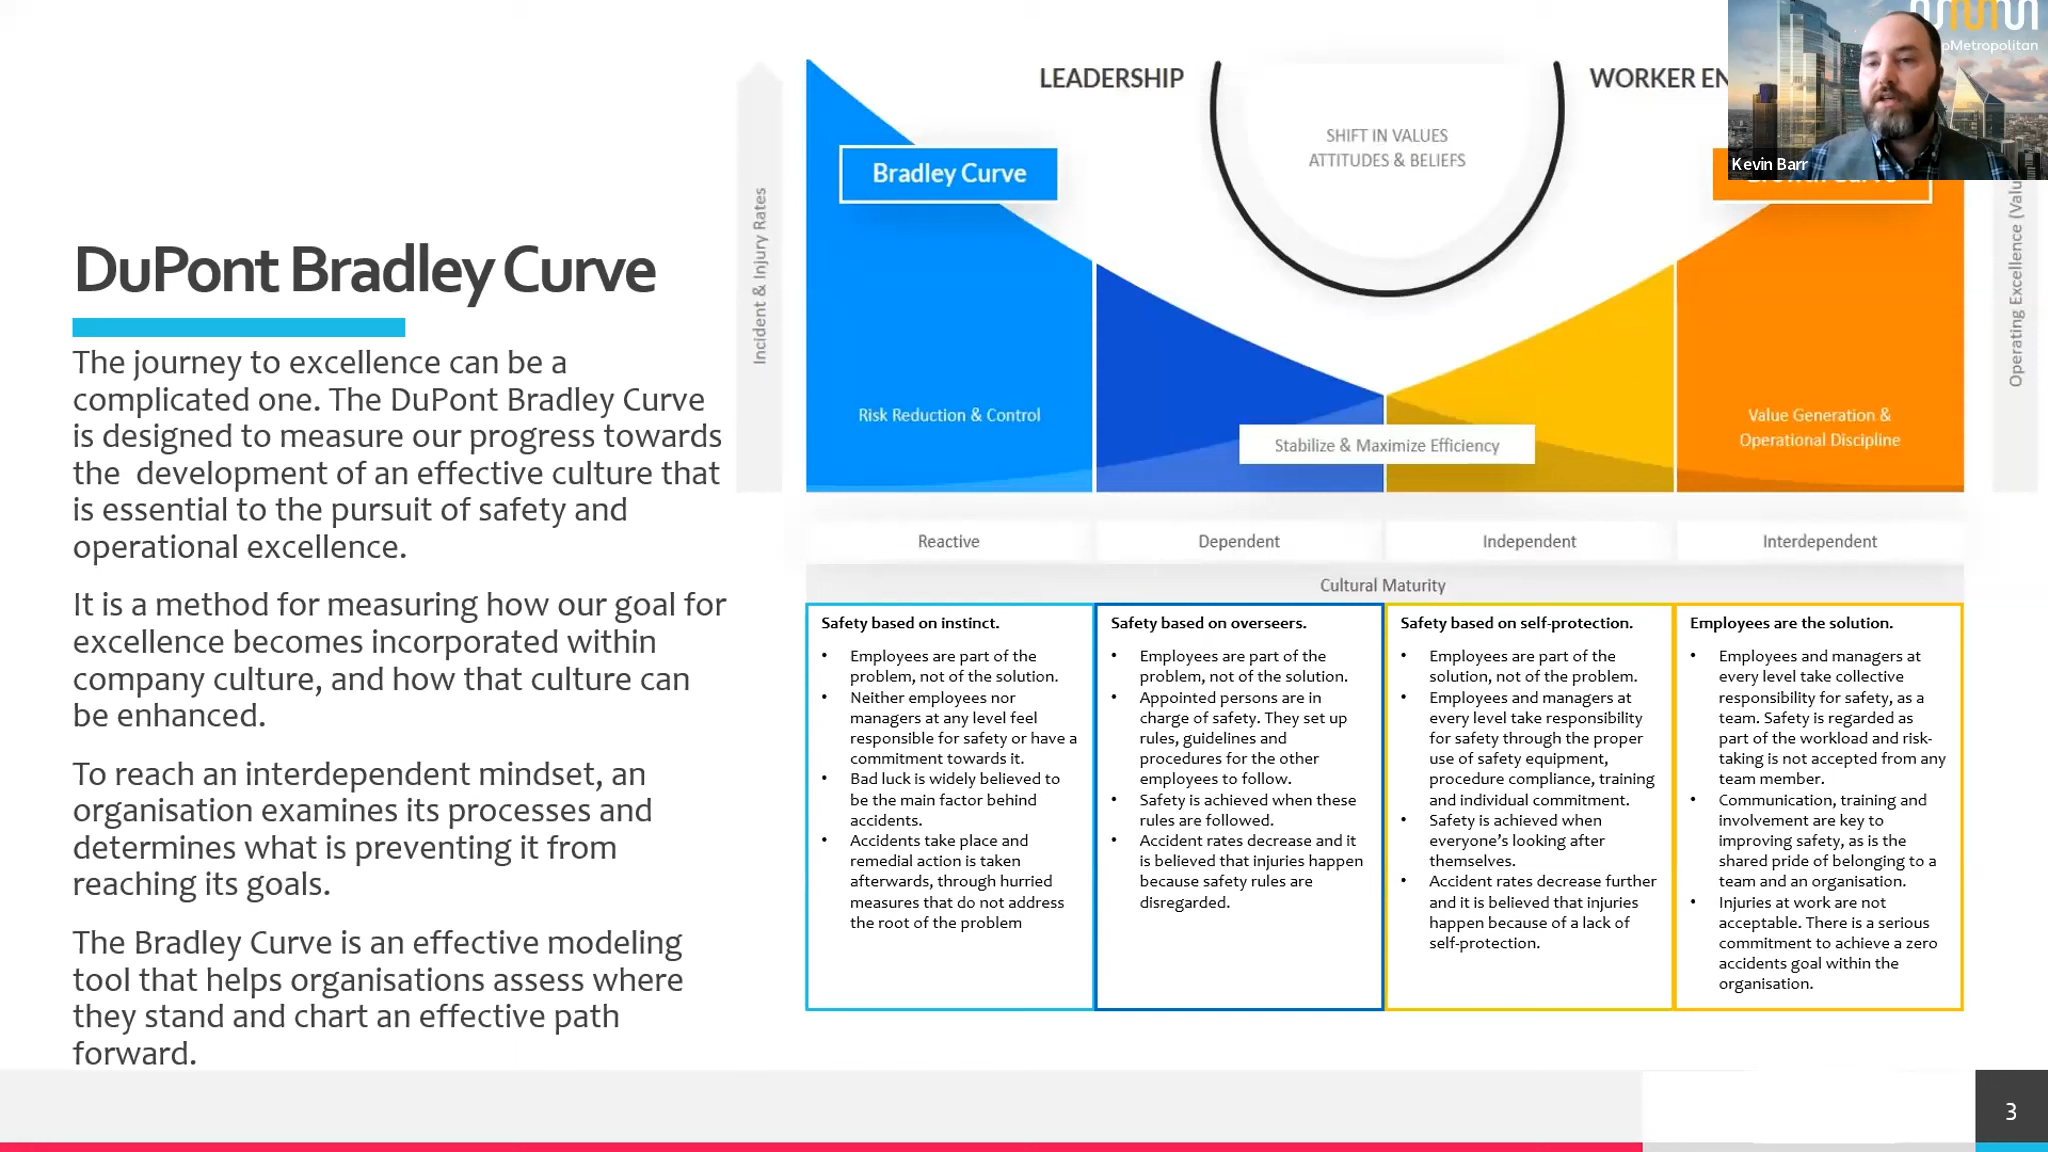 DuPont Bradley Curve
The journey to excellence can be a
complicated one. The DuPont Bradley Curve
is designed to measure our progress towards
the  development of an effective culture that
is essential to the pursuit of safety and
operational excellence.
It is a method for measuring how our goal for
excellence becomes incorporated within
company culture, and how that culture can
be enhanced.
To reach an interdependent mindset, an
organisation examines its processes and
determines what is preventing it from
reaching its goals.
The Bradley Curve is an effective modeling
tool that helps organisations assess where
they stand and chart an effective path
forward.
Incident & Injury Rates
LEADERSHIP
SHIFT IN VALUES
ATTITUDES & BELIEFS
WORKER
Bradley Curve
Risk Reduction & Control
Stabilize & Maximize Efficiency
Value Generation &
Operational Discipline
Operating Excellence
Reactive
Dependent
Independent
Interdependent
Cultural Maturity
Safety based on instinct.
• Employees are part of the
problem, not of the solution.
• Neither employees nor
managers at any level feel
responsible for safety or have a
commitment towards it.
• Bad luck is widely believed to
be the main factor behind
accidents.
• Accidents take place and
remedial action is taken
afterwards, through hurried
measures that do not address
the root of the problem
Safety based on overseers.
• Employees are part of the
problem, not of the solution.
• Appointed persons are in
charge of safety. They set up
rules, guidelines and
procedures for the other
employees to follow.
• Safety is achieved when these
rules are followed.
• Accident rates decrease and it
is believed that injuries happen
because safety rules are
disregarded.
Safety based on self-protection.
• Employees are part of the
solution, not of the problem.
• Employees and managers at
every level take responsibility
for safety through the proper
use of safety equipment,
procedure compliance, training
and individual commitment.
• Safety is achieved when
everyone's looking after
themselves.
• Accident rates decrease further
and it is believed that injuries
happen because of a lack of
self-protection.
Employees are the solution.
• Employees and managers at
every level take collective
responsibility for safety, as a
team. Safety is regarded as
part of the workload and risk-
taking is not accepted from any
team member.
• Communication, training and
involvement are key to
improving safety, as is the
shared pride of belonging to a
team and an organisation.
• Injuries at work are not
acceptable. There is a serious
commitment to achieve a zero
accidents goal within the
organisation.
Kevin Barr
3